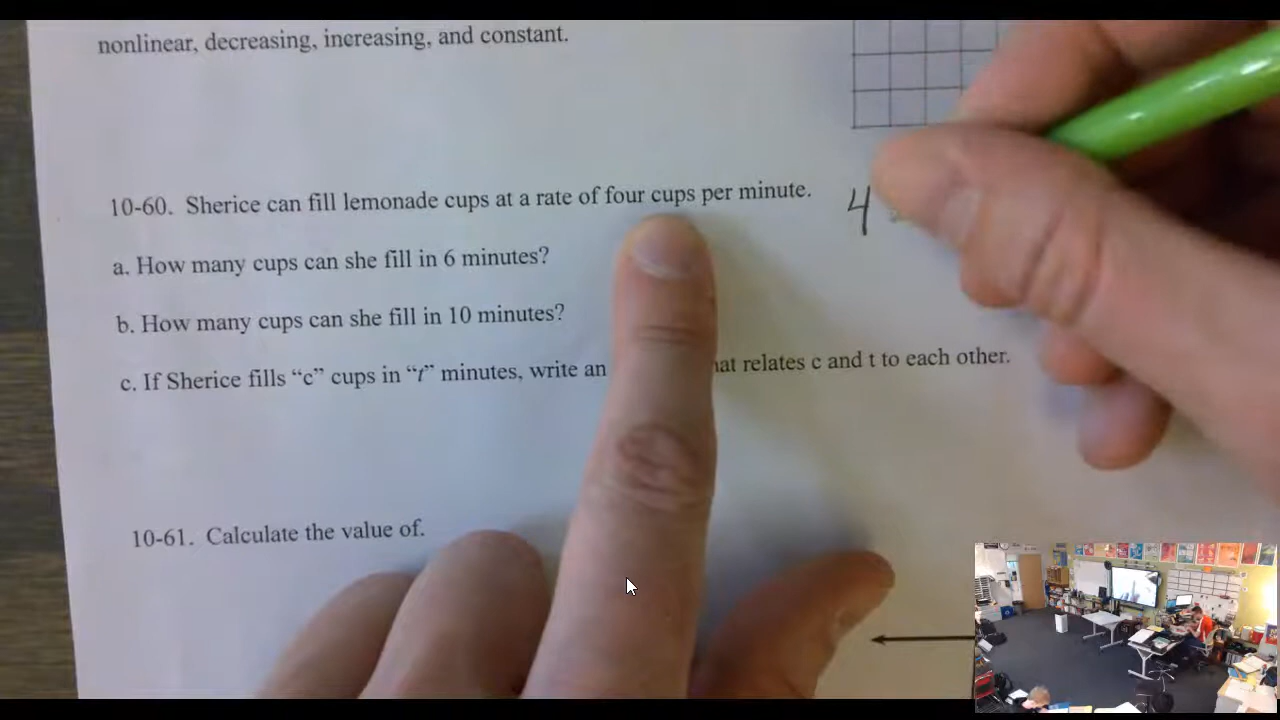 nonlinear, decreasing, increasing, and constant.
10-60. Sherice can fill lemonade cups at a rate of four cups per minute.
4
a. How many cups can she fill in 6 minutes?
b. How many cups can she fill in 10 minutes?
c. If Sherice fills “c” cups in “t” minutes, write an hat relates c and t to each other.
10-61. Calculate the value of.